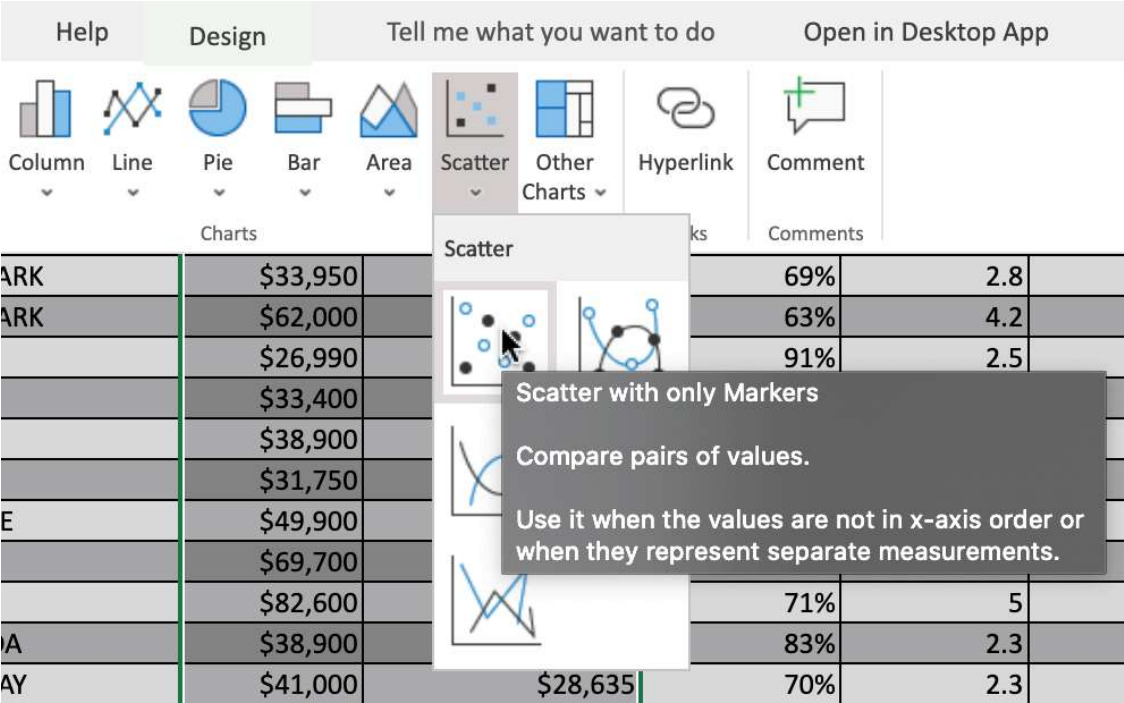 Help Design Tell me what you want to do Open in Desktop App
Column Line Pie Bar Area Scatter Other Charts Hyperlink Comment
Charts ks Comments
Scatter
ARK $33,950 69% 2.8
ARK $62,000 63% 4.2
$26,990 91% 2.5
$33,400
Scatter with only Markers
$38,900
Compare pairs of values.
$31,750
E $49,900
Use it when the values are not in x-axis order or
when they represent separate measurements.
$69,700
$82,600 71% 5
DA $38,900 83% 2.3
AY $41,000 $28,635 70% 2.3